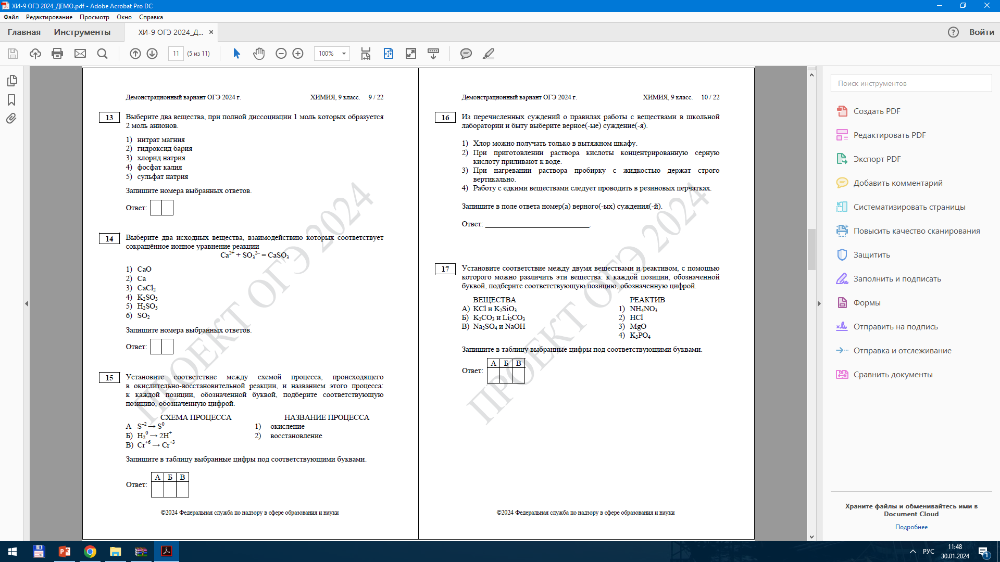 ХИ-9 ОГЭ 2024_ДЕМО.pdf - Adobe Acrobat Pro DC
Файл Редактирование Просмотр Окно Справка
Главная Инструменты ХИ-9 ОГЭ 2024_Д... × ? Войти
11 (5 из 11) 100%
Демонстрационный вариант ОГЭ 2024 г. ХИМИЯ, 9 класс. 9 / 22
13 Выберите два вещества, при полной диссоциации 1 моль которых образуется
2 моль анионов.
1) нитрат магния
2) гидроксид бария
3) хлорид натрия
4) фосфат калия
5) сульфат натрия
Запишите номера выбранных ответов.
Ответ:
14 Выберите два исходных вещества, взаимодействию которых соответствует
сокращённое ионное уравнение реакции
Ca²⁺ + SO₃²⁻ = CaSO₃
1) CaO
2) Ca
3) CaCl₂
4) K₂SO₃
5) H₂SO₃
6) SO₂
Запишите номера выбранных ответов.
Ответ:
15 Установите соответствие между схемой процесса, происходящего
в окислительно-восстановительной реакции, и названием этого процесса:
к каждой позиции, обозначенной буквой, подберите соответствующую
позицию, обозначенную цифрой.
СХЕМА ПРОЦЕССА НАЗВАНИЕ ПРОЦЕССА
А S⁻² → S⁰ 1) окисление
Б) H₂⁰ → 2H⁺ 2) восстановление
В) Cr⁺⁶ → Cr⁺³
Запишите в таблицу выбранные цифры под соответствующими буквами.
А Б В
Ответ:
©2024 Федеральная служба по надзору в сфере образования и науки
ПРОЕКТ ОГЭ 2024
Демонстрационный вариант ОГЭ 2024 г. ХИМИЯ, 9 класс. 10 / 22
16 Из перечисленных суждений о правилах работы с веществами в школьной
лаборатории и быту выберите верное(-ые) суждение(-я).
1) Хлор можно получать только в вытяжном шкафу.
2) При приготовлении раствора кислоты концентрированную серную
кислоту приливают к воде.
3) При нагревании раствора пробирку с жидкостью держат строго
вертикально.
4) Работу с едкими веществами следует проводить в резиновых перчатках.
Запишите в поле ответа номер(а) верного(-ых) суждения(-й).
Ответ: ___________________________.
17 Установите соответствие между двумя веществами и реактивом, с помощью
которого можно различить эти вещества: к каждой позиции, обозначенной
буквой, подберите соответствующую позицию, обозначенную цифрой.
ВЕЩЕСТВА РЕАКТИВ
А) KCl и K₂SiO₃ 1) NH₄NO₃
Б) K₂CO₃ и Li₂CO₃ 2) HCl
В) Na₂SO₄ и NaOH 3) MgO
4) K₃PO₄
Запишите в таблицу выбранные цифры под соответствующими буквами.
А Б В
Ответ:
©2024 Федеральная служба по надзору в сфере образования и науки
ПРОЕКТ ОГЭ 2024
Поиск инструментов
Создать PDF
Редактировать PDF
Экспорт PDF
Добавить комментарий
Систематизировать страницы
Повысить качество сканирования
Защитить
Заполнить и подписать
Формы
Отправить на подпись
Отправка и отслеживание
Сравнить документы
Храните файлы и обменивайтесь ими в
Document Cloud
Подробнее
РУС
11:48
30.01.2024
1